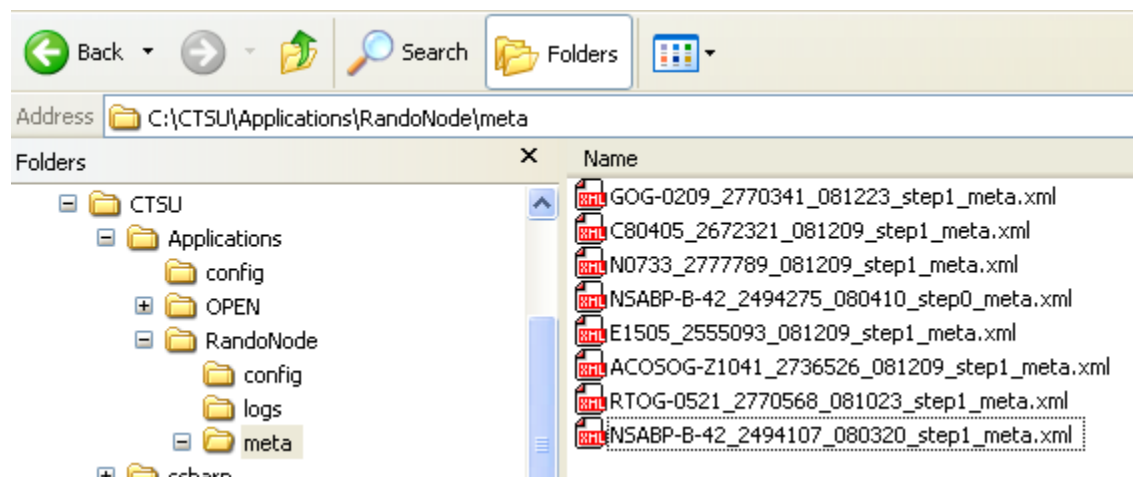 Back Search Folders
Address C:\CTSU\Applications\RandoNode\meta
Folders
CTSU
Applications
config
OPEN
RandoNode
config
logs
meta
Name
GOG-0209_2770341_081223_step1_meta.xml
C80405_2672321_081209_step1_meta.xml
N0733_2777789_081209_step1_meta.xml
NSABP-B-42_2494275_080410_step0_meta.xml
E1505_2555093_081209_step1_meta.xml
ACOSOG-Z1041_2736526_081209_step1_meta.xml
RTOG-0521_2770568_081023_step1_meta.xml
NSABP-B-42_2494107_080320_step1_meta.xml